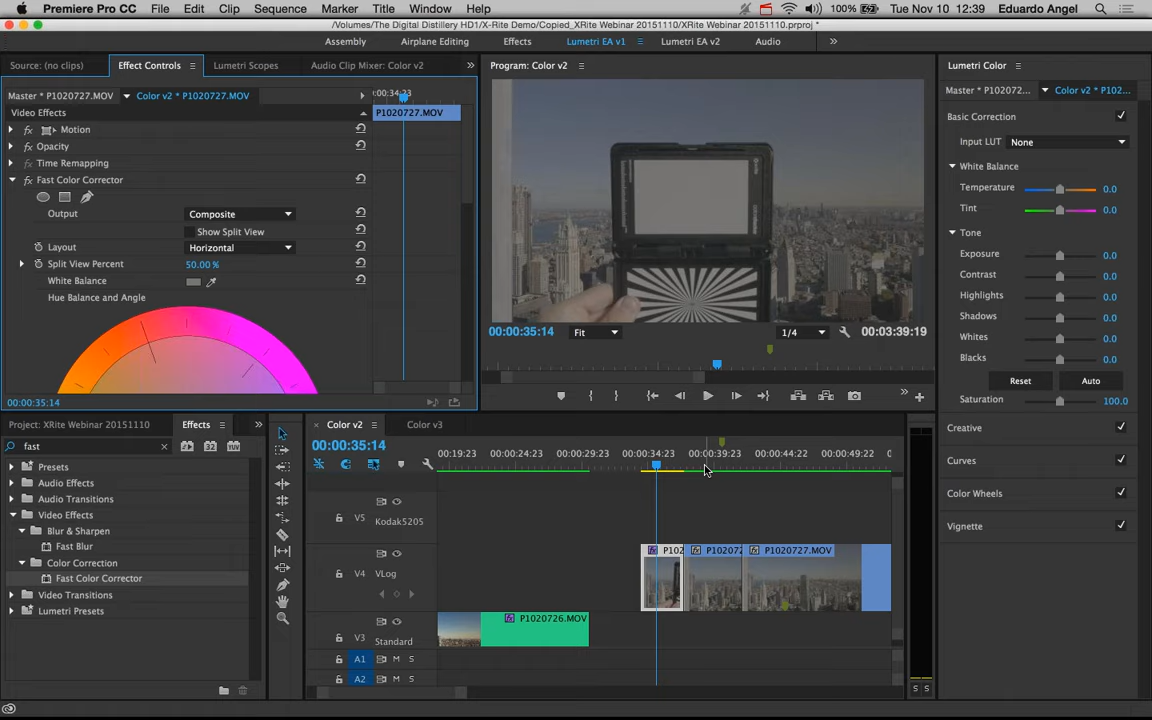 Premiere Pro CC File Edit Clip Sequence Marker Title Window Help 100% Tue Nov 10 12:39 Eduardo Angel
/Volumes/The Digital Distillery HD1/X-Rite Demo/Copied_XRite Webinar 20151110/XRite Webinar 20151110.prproj *
Assembly Airplane Editing Effects Lumetri EA v1 Lumetri EA v2 Audio
Source: (no clips) Effect Controls Lumetri Scopes Audio Clip Mixer: Color v2
Program: Color v2
Lumetri Color
Master * P1020727.MOV Color v2 * P1020727.MOV
:00:34:23
Master * P102072... Color v2 * P102...
Video Effects
P1020727.MOV
Basic Correction
Motion
Opacity
Input LUT None
Time Remapping
White Balance
Fast Color Corrector
Temperature 0.0
Tint 0.0
Output Composite
Tone
Show Split View
Layout Horizontal
Exposure 0.0
Split View Percent 50.00 %
Contrast 0.0
White Balance
Highlights 0.0
Hue Balance and Angle
Shadows 0.0
00:00:35:14 Fit 1/4 00:03:39:19
Whites 0.0
Blacks 0.0
Reset Auto
00:00:35:14
Saturation 100.0
Project: XRite Webinar 20151110 Effects
Color v2 Color v3
Creative
fast
00:00:35:14
00:19:23 00:00:24:23 00:00:29:23 00:00:34:23 00:00:39:23 00:00:44:22 00:00:49:22 0
Curves
Presets
Audio Effects
Color Wheels
Audio Transitions
Video Effects
V5 Kodak5205
Vignette
Blur & Sharpen
Fast Blur
P102 P102072 P1020727.MOV
Color Correction
V4 VLog
Fast Color Corrector
Video Transitions
Lumetri Presets
P1020726.MOV
V3 Standard
A1 M S
A2 M S
S S